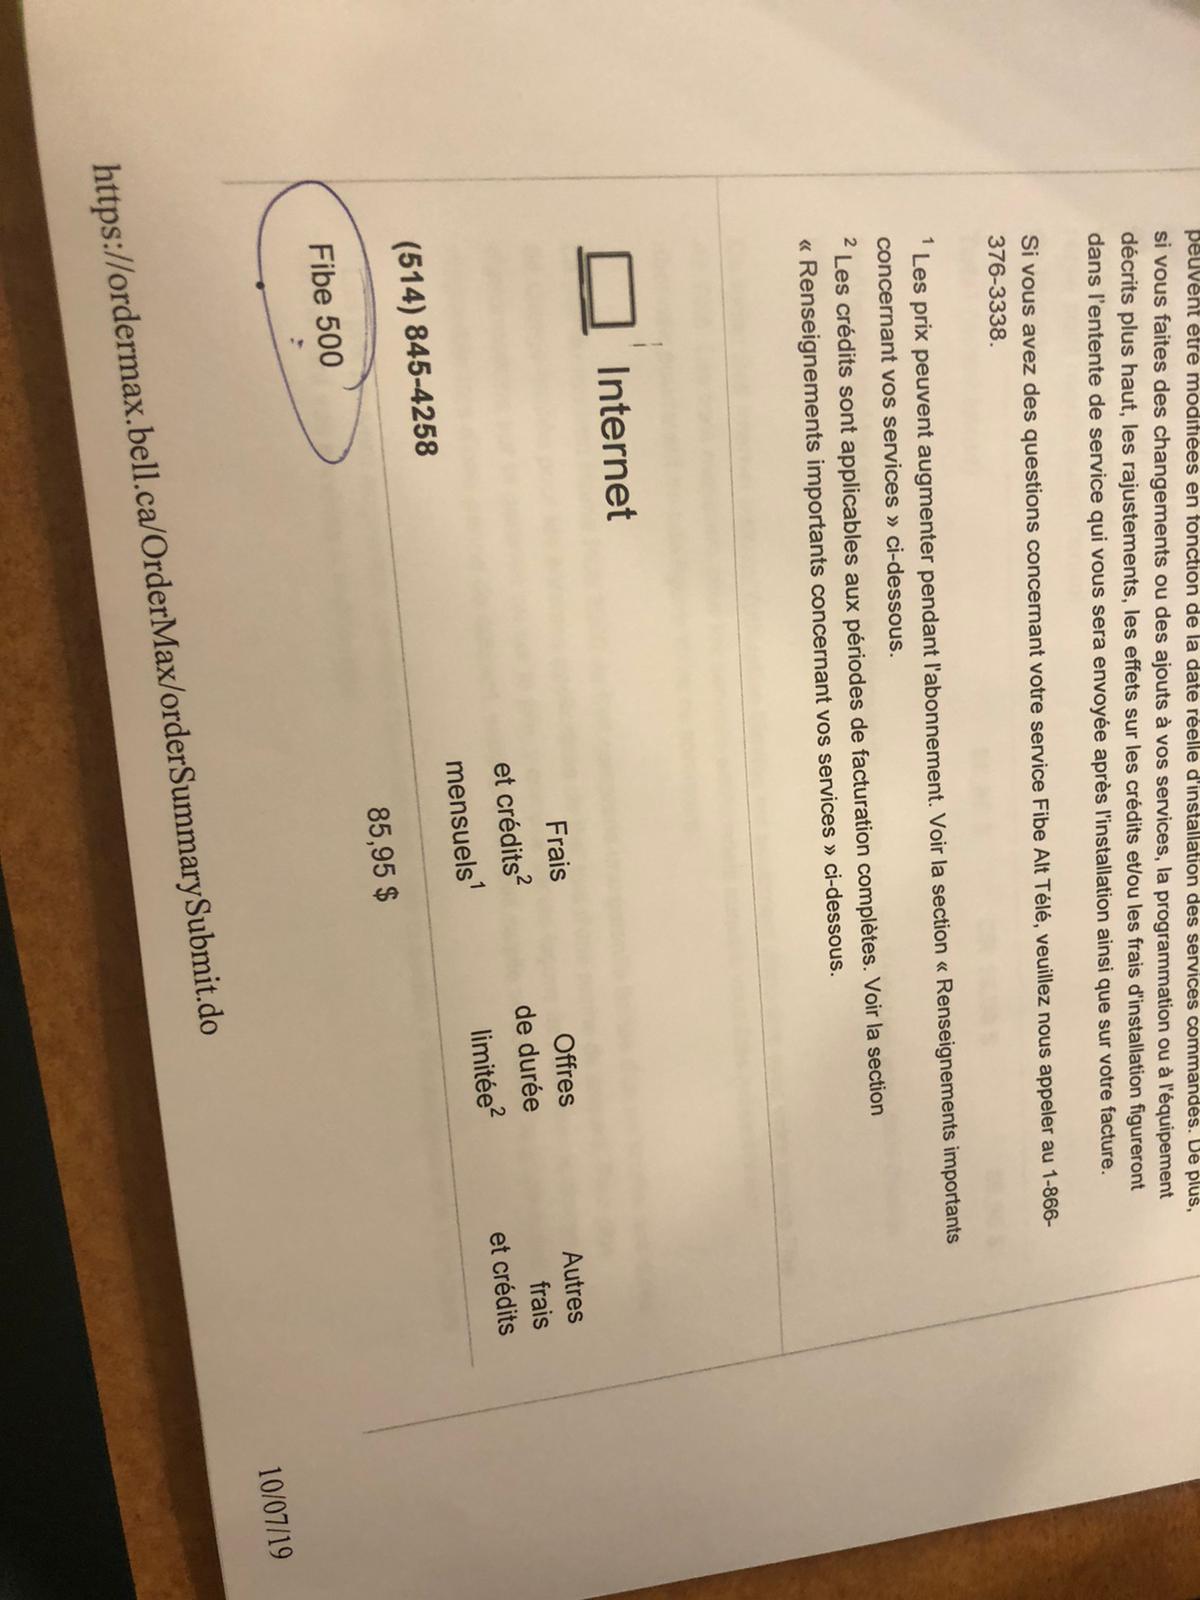 peuvent être modifiées en fonction de la date réelle d'installation des services commandés. De plus,
si vous faites des changements ou des ajouts à vos services, la programmation ou à l'équipement
décrits plus haut, les rajustements, les effets sur les crédits et/ou les frais d'installation figureront
dans l'entente de service qui vous sera envoyée après l'installation ainsi que sur votre facture.
Si vous avez des questions concernant votre service Fibe Alt Télé, veuillez nous appeler au 1-866-
376-3338.
1 Les prix peuvent augmenter pendant l'abonnement. Voir la section « Renseignements importants
concernant vos services » ci-dessous.
2 Les crédits sont applicables aux périodes de facturation complètes. Voir la section
« Renseignements importants concernant vos services » ci-dessous.
Internet
Frais
et crédits2
mensuels1
Offres
de durée
limitée2
Autres
frais
et crédits
(514) 845-4258
Fibe 500
85,95 $
https://ordermax.bell.ca/OrderMax/orderSummarySubmit.do
10/07/19